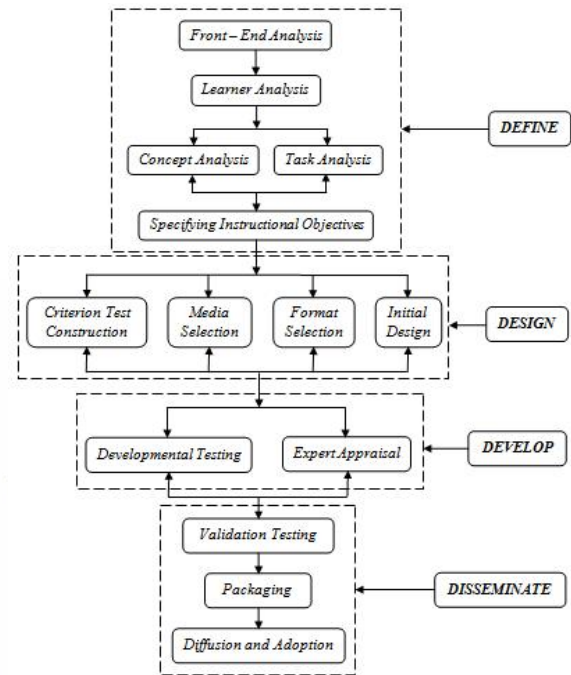 Front – End Analysis
Learner Analysis
DEFINE
Concept Analysis
Task Analysis
Specifying Instructional Objectives
Criterion Test
Construction
Media
Selection
Format
Selection
Initial
Design
DESIGN
Developmental Testing
Expert Appraisal
DEVELOP
Validation Testing
Packaging
DISSEMINATE
Diffusion and Adoption